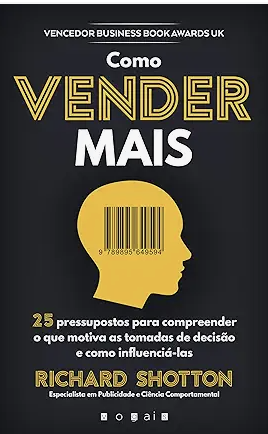 VENCEDOR BUSINESS BOOK AWARDS UK
Como
VENDER
MAIS
9 789895 649594
25 pressupostos para compreender
o que motiva as tomadas de decisão
e como influenciá-las
RICHARD SHOTTON
Especialista em Publicidade e Ciência Comportamental
vogais